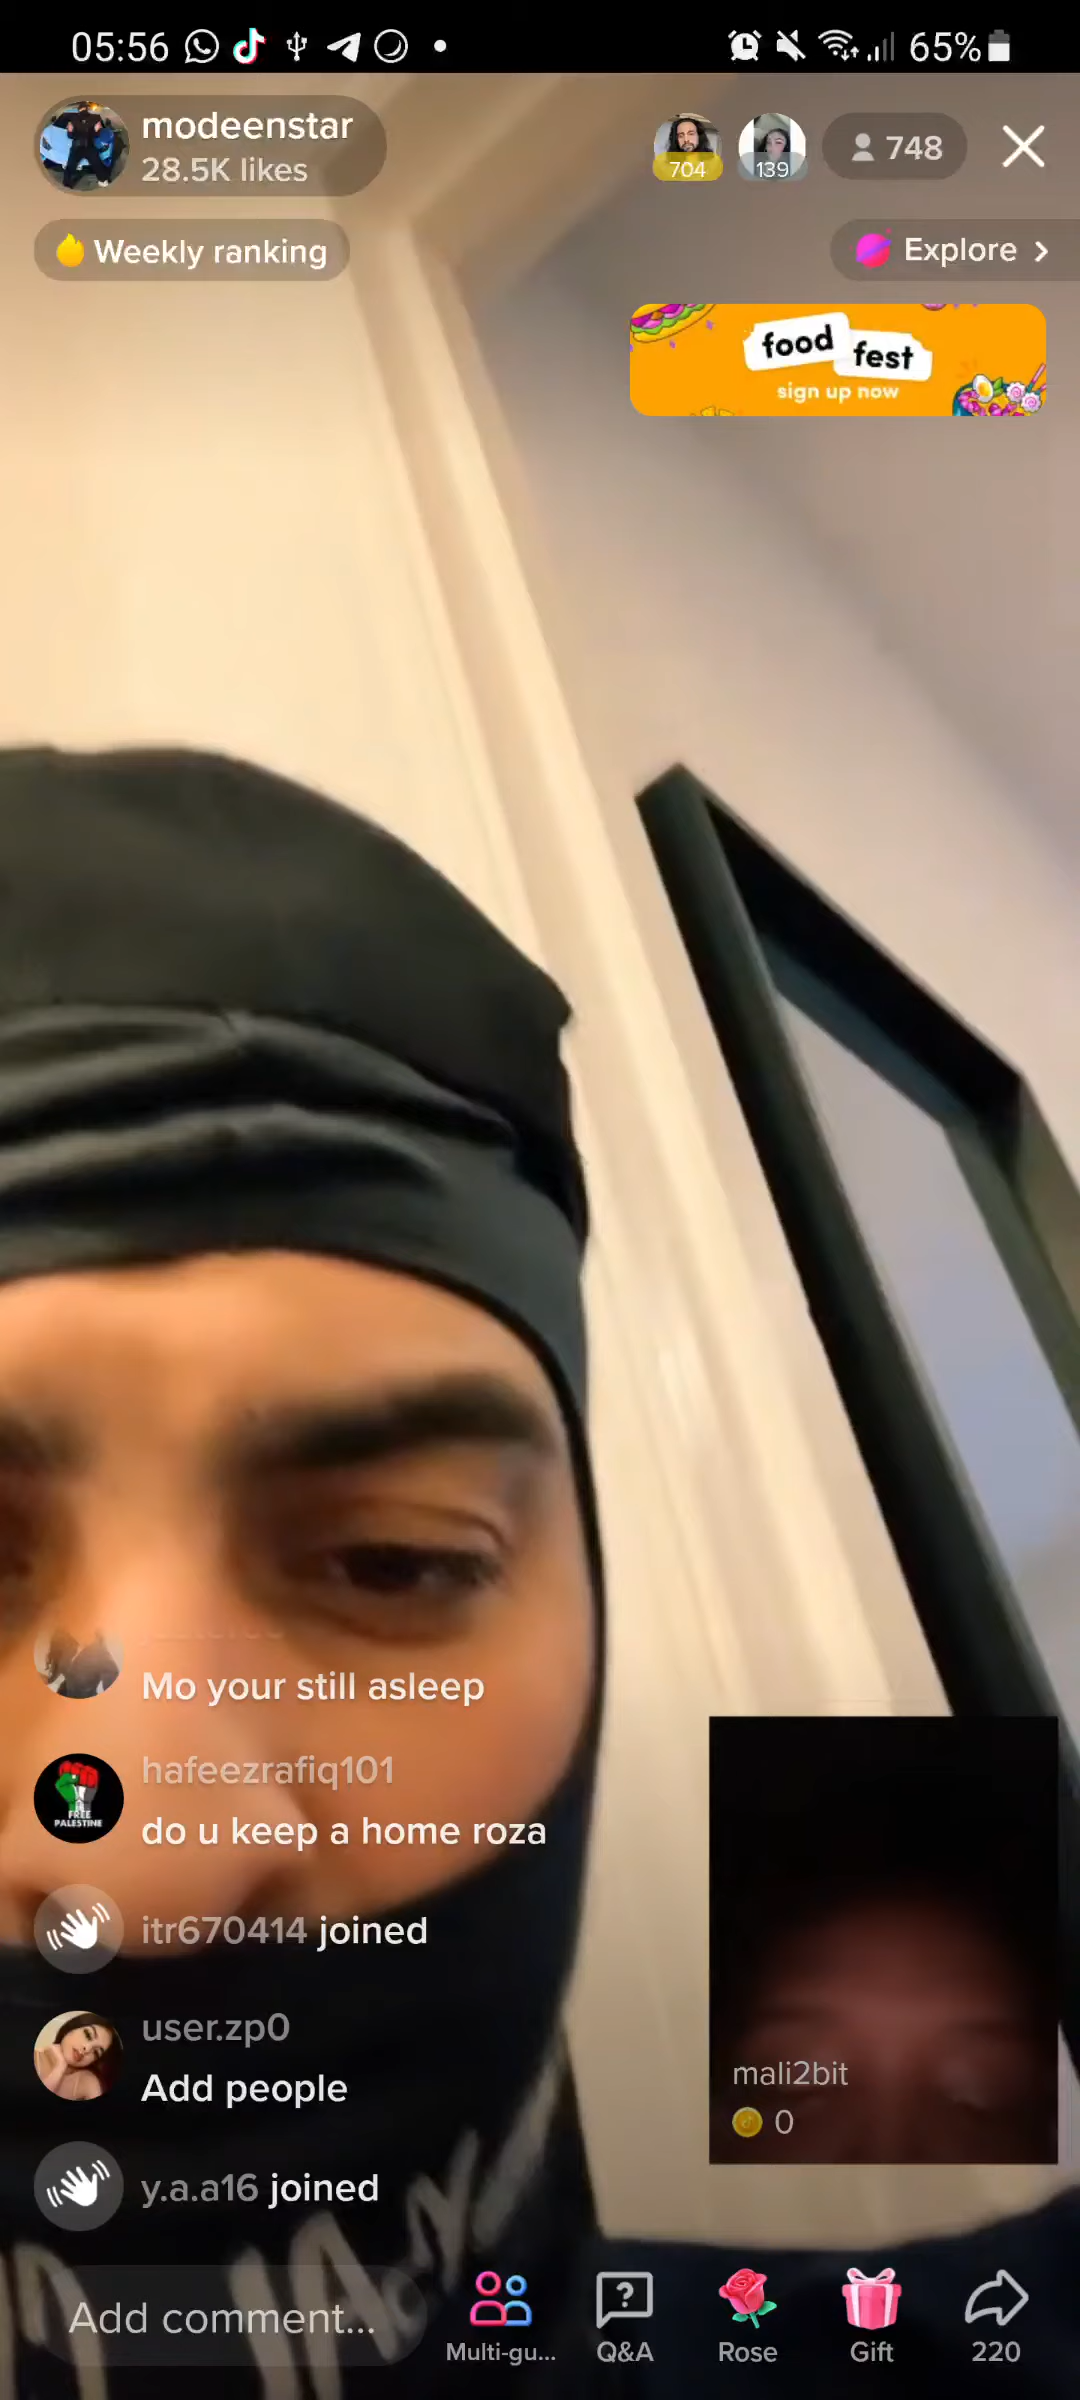 05:56
65%
modeenstar
28.5K likes
704
139
748
Weekly ranking
Explore
food fest
sign up now
Mo your still asleep
hafeezrafiq101
FREE
PALESTINE
do u keep a home roza
itr670414 joined
user.zp0
Add people
mali2bit
0
y.a.a16 joined
Add comment...
Multi-gu...
Q&A
Rose
Gift
220